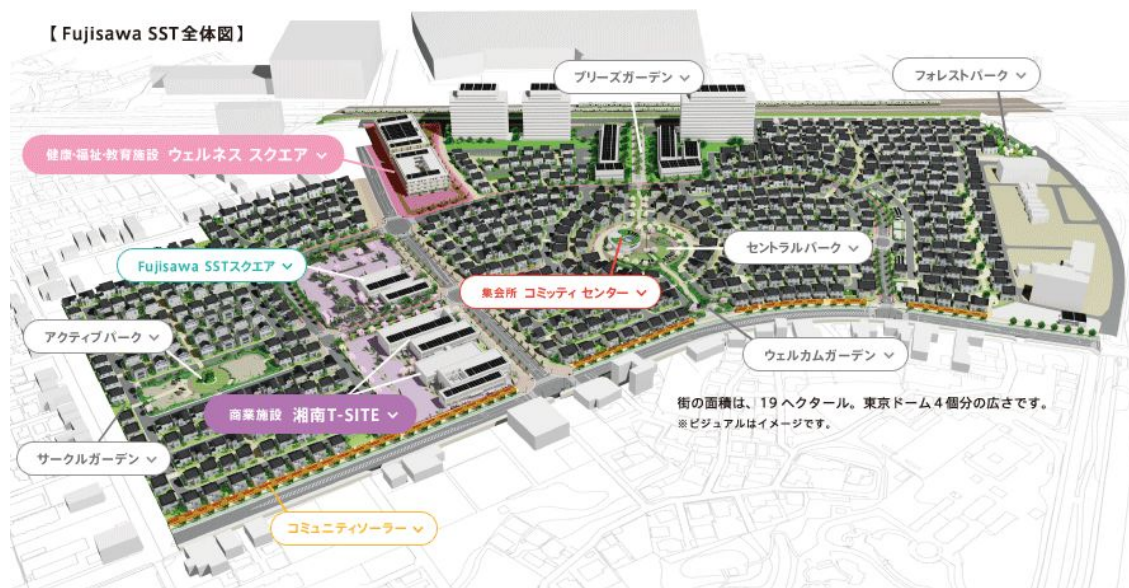 【Fujisawa SST全体図】
ブリーズガーデン
フォレストパーク
健康・福祉・教育施設 ウェルネス スクエア
Fujisawa SSTスクエア
セントラルパーク
集会所 コミッティ センター
アクティブパーク
ウェルカムガーデン
商業施設 湘南T-SITE
街の面積は、19ヘクタール。東京ドーム4個分の広さです。
※ビジュアルはイメージです。
サークルガーデン
コミュニティソーラー